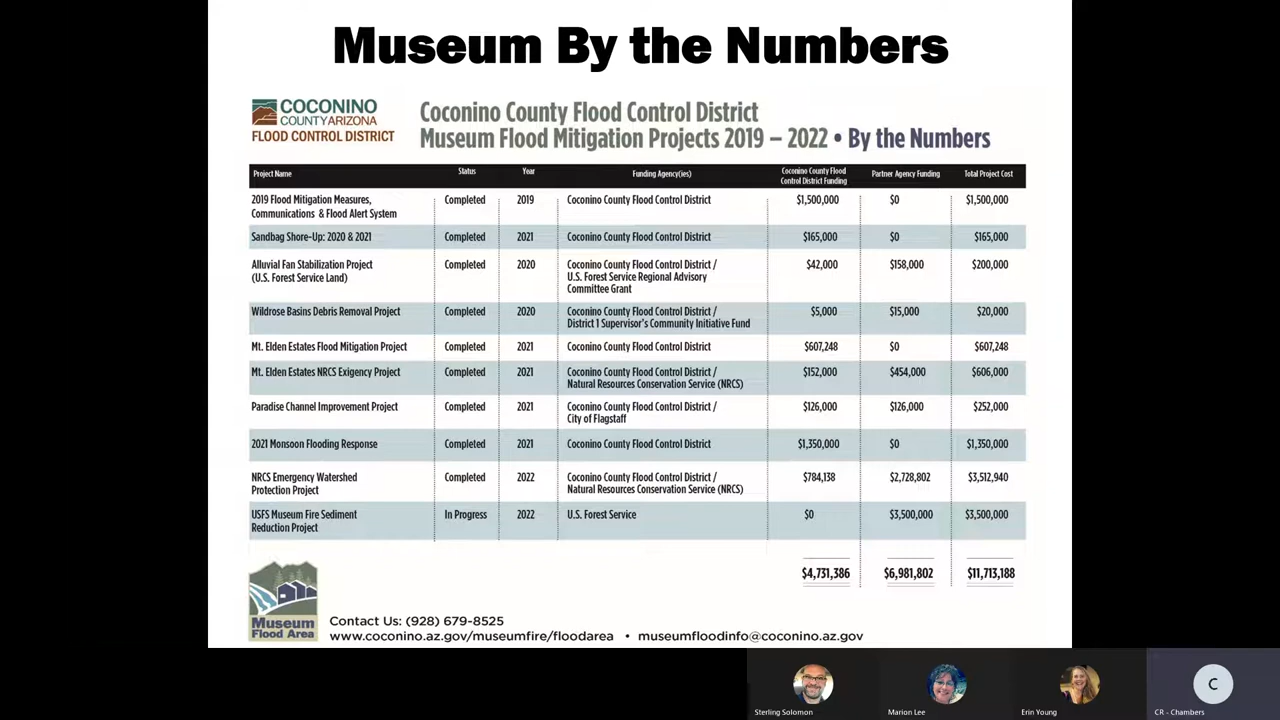 Museum By the Numbers
COCONINO
COUNTY ARIZONA
FLOOD CONTROL DISTRICT
Coconino County Flood Control District
Museum Flood Mitigation Projects 2019 – 2022 • By the Numbers
Project Name Status Year Funding Agency(ies) Coconino County Flood Control District Funding Partner Agency Funding Total Project Cost
2019 Flood Mitigation Measures, Completed 2019 Coconino County Flood Control District $1,500,000 $0 $1,500,000
Communications & Flood Alert System
Sandbag Shore-Up: 2020 & 2021 Completed 2021 Coconino County Flood Control District $165,000 $0 $165,000
Alluvial Fan Stabilization Project Completed 2020 Coconino County Flood Control District / $42,000 $158,000 $200,000
(U.S. Forest Service Land) U.S. Forest Service Regional Advisory
Committee Grant
Wildrose Basins Debris Removal Project Completed 2020 Coconino County Flood Control District / $5,000 $15,000 $20,000
District 1 Supervisor's Community Initiative Fund
Mt. Elden Estates Flood Mitigation Project Completed 2021 Coconino County Flood Control District $607,248 $0 $607,248
Mt. Elden Estates NRCS Exigency Project Completed 2021 Coconino County Flood Control District / $152,000 $454,000 $606,000
Natural Resources Conservation Service (NRCS)
Paradise Channel Improvement Project Completed 2021 Coconino County Flood Control District / $126,000 $126,000 $252,000
City of Flagstaff
2021 Monsoon Flooding Response Completed 2021 Coconino County Flood Control District $1,350,000 $0 $1,350,000
NRCS Emergency Watershed Completed 2022 Coconino County Flood Control District / $784,138 $2,728,802 $3,512,940
Protection Project Natural Resources Conservation Service (NRCS)
USFS Museum Fire Sediment In Progress 2022 U.S. Forest Service $0 $3,500,000 $3,500,000
Reduction Project
$4,731,386 $6,981,802 $11,713,188
Museum
Flood Area
Contact Us: (928) 679-8525
www.coconino.az.gov/museumfire/floodarea • museumfloodinfo@coconino.az.gov
C
Sterling Solomon Marion Lee Erin Young CR - Chambers